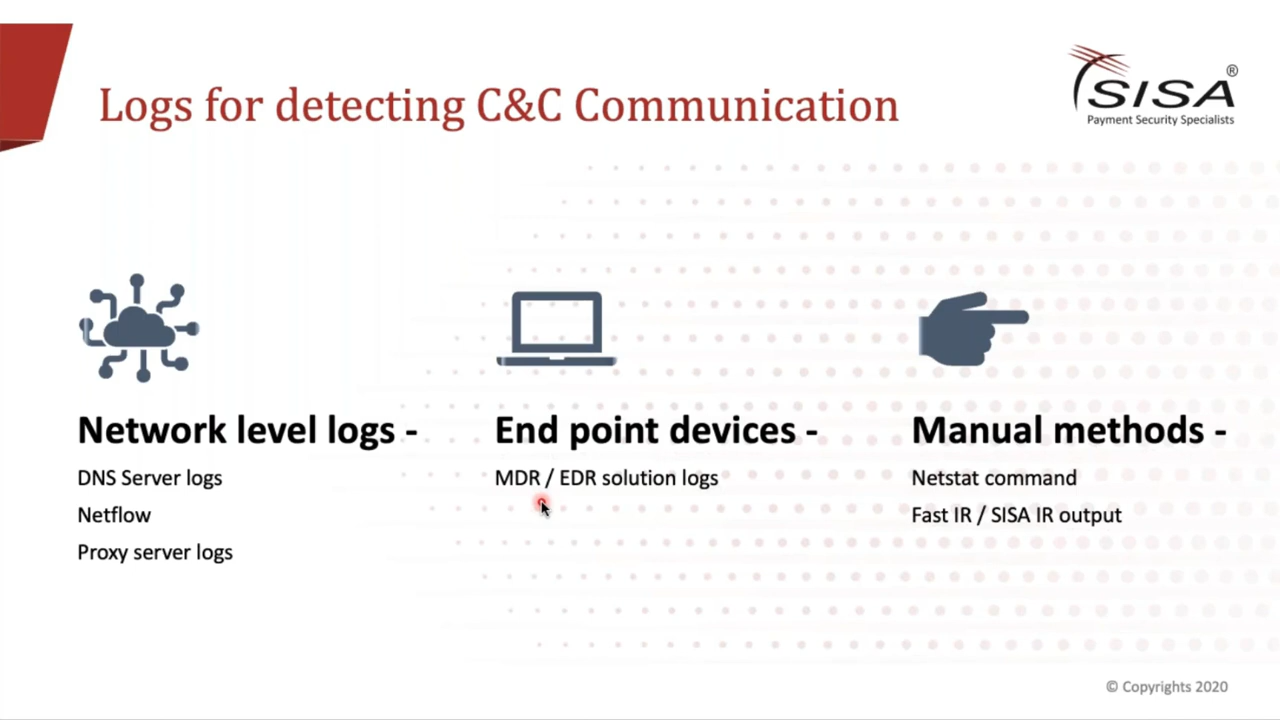 Logs for detecting C&C Communication
SISA®
Payment Security Specialists
Network level logs -
DNS Server logs
Netflow
Proxy server logs
End point devices -
MDR / EDR solution logs
Manual methods -
Netstat command
Fast IR / SISA IR output
© Copyrights 2020